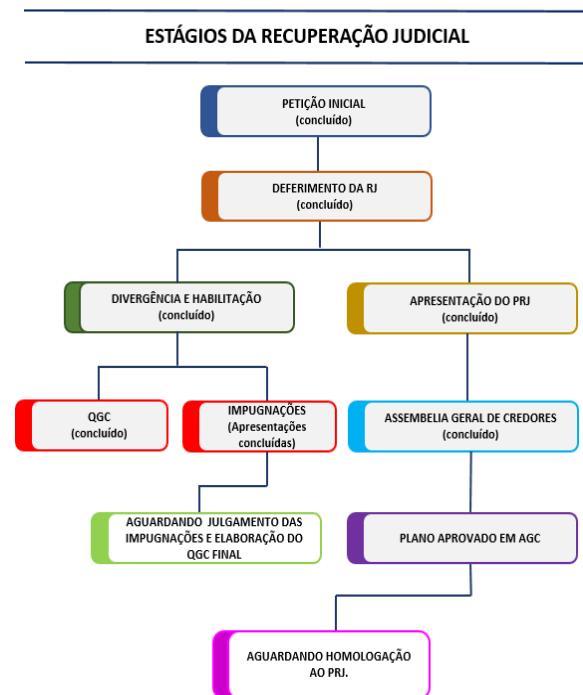 ESTÁGIOS DA RECUPERAÇÃO JUDICIAL
PETIÇÃO INICIAL
(concluído)
DEFERIMENTO DA RJ
(concluído)
DIVERGÊNCIA E HABILITAÇÃO
(concluído)
APRESENTAÇÃO DO PRJ
(concluído)
QGC
(concluído)
IMPUGNAÇÕES
(Apresentações
concluídas)
ASSEMBELIA GERAL DE CREDORES
(concluído)
AGUARDANDO JULGAMENTO DAS
IMPUGNAÇÕES E ELABORAÇÃO DO
QGC FINAL
PLANO APROVADO EM AGC
AGUARDANDO HOMOLOGAÇÃO
AO PRJ.